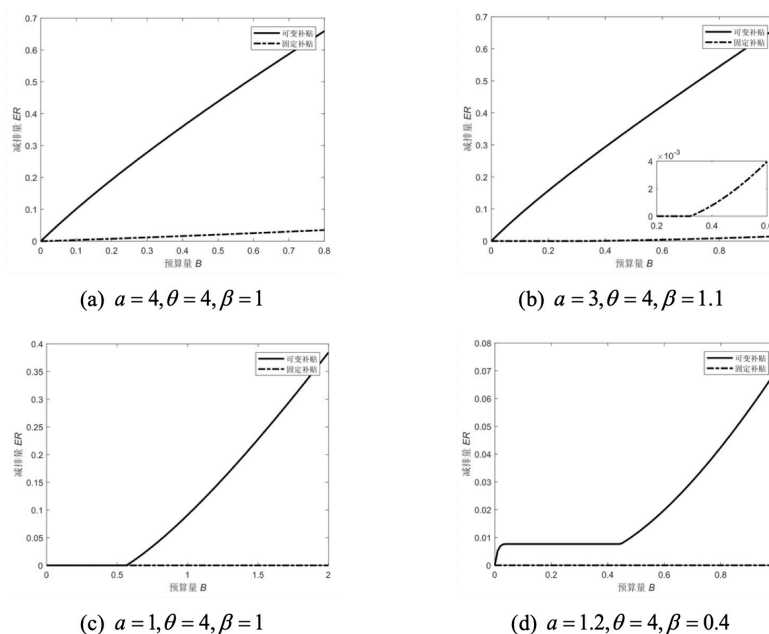 0.7
0.6
0.5
0.4
0.3
0.2
0.1
0
减排量 ER
可变补贴
固定补贴
0 0.1 0.2 0.3 0.4 0.5 0.6 0.7 0.8
预算量 B
(a) a = 4, θ = 4, β = 1
0.7
0.6
0.5
0.4
0.3
0.2
0.1
0
减排量 ER
可变补贴
固定补贴
×10⁻³
4
2
0
0.2 0.4 0.6
0 0.2 0.4 0.6 0.8
预算量 B
(b) a = 3, θ = 4, β = 1.1
0.4
0.35
0.3
0.25
0.2
0.15
0.1
0.05
0
减排量 ER
可变补贴
固定补贴
0 0.5 1 1.5 2
预算量 B
(c) a = 1, θ = 4, β = 1
0.08
0.07
0.06
0.05
0.04
0.03
0.02
0.01
0
减排量 ER
可变补贴
固定补贴
0 0.2 0.4 0.6 0.8
预算量 B
(d) a = 1.2, θ = 4, β = 0.4